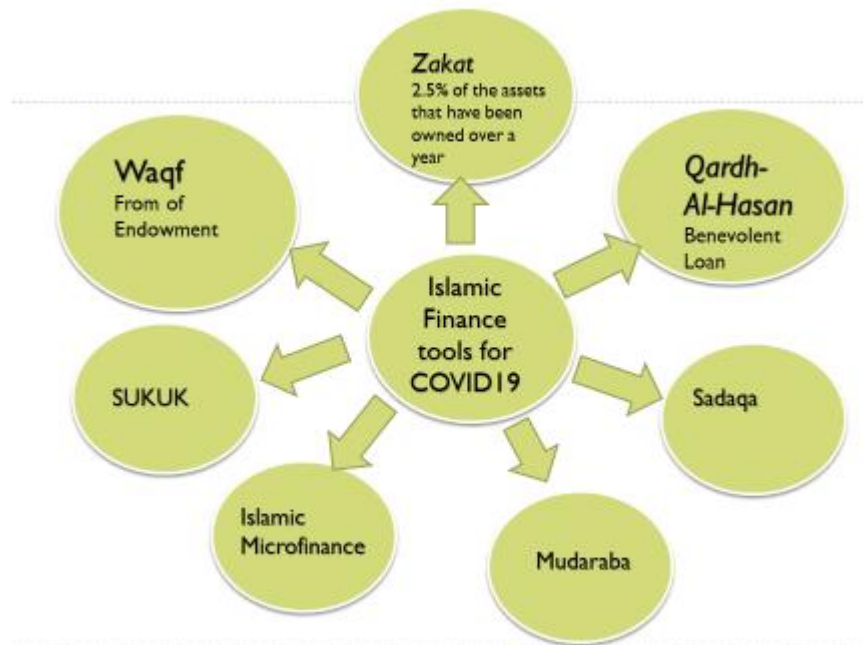 Zakat
2.5% of the assets
that have been
owned over a
year
Waqf
From of
Endowment
Qardh-
Al-Hasan
Benevolent
Loan
Islamic
Finance
tools for
COVID19
SUKUK
Sadaqa
Islamic
Microfinance
Mudaraba